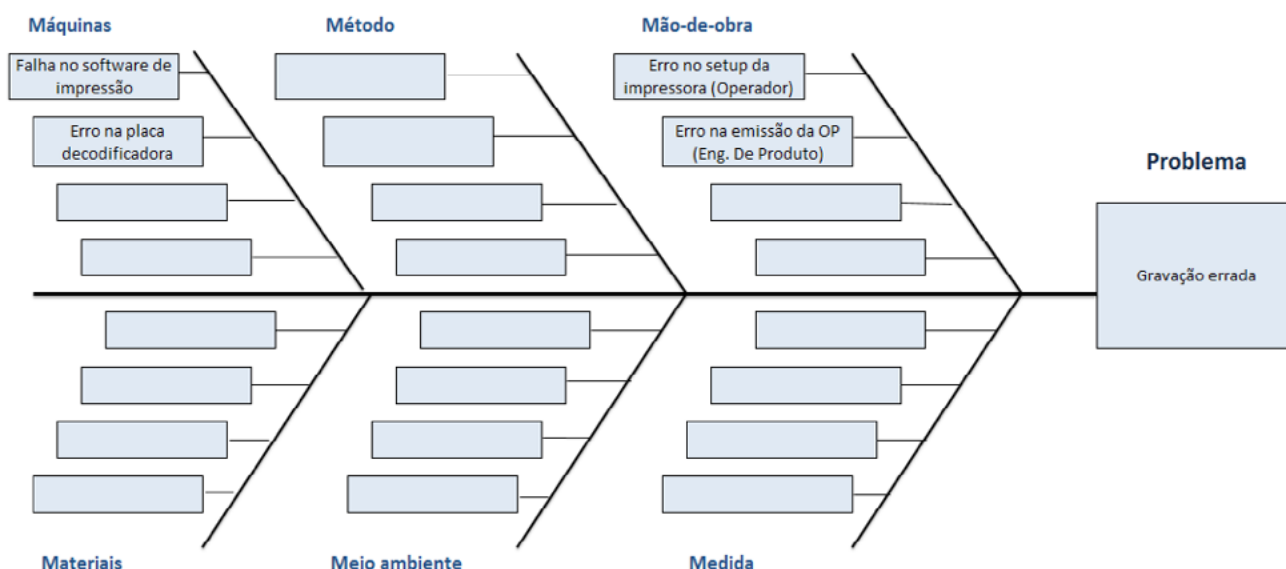 Máquinas
Método
Mão-de-obra
Falha no software de
impressão
Erro no setup da
impressora (Operador)
Erro na placa
decodificadora
Erro na emissão da OP
(Eng. De Produto)
Problema
Gravação errada
Materiais
Meio ambiente
Medida